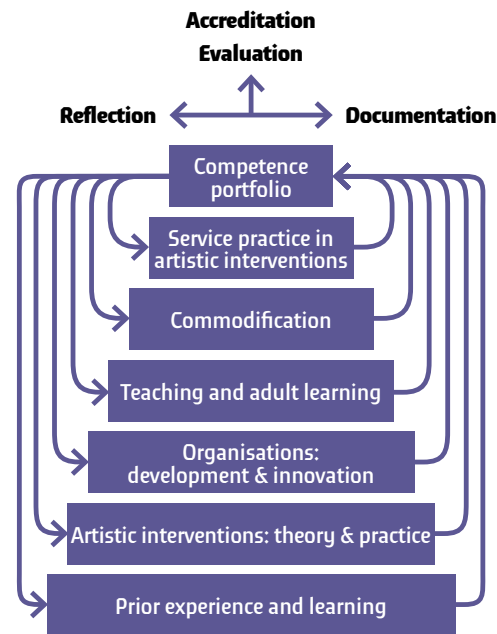 Accreditation
Evaluation
Reflection
Documentation
Competence
portfolio
Service practice in
artistic interventions
Commodification
Teaching and adult learning
Organisations:
development & innovation
Artistic interventions: theory & practice
Prior experience and learning